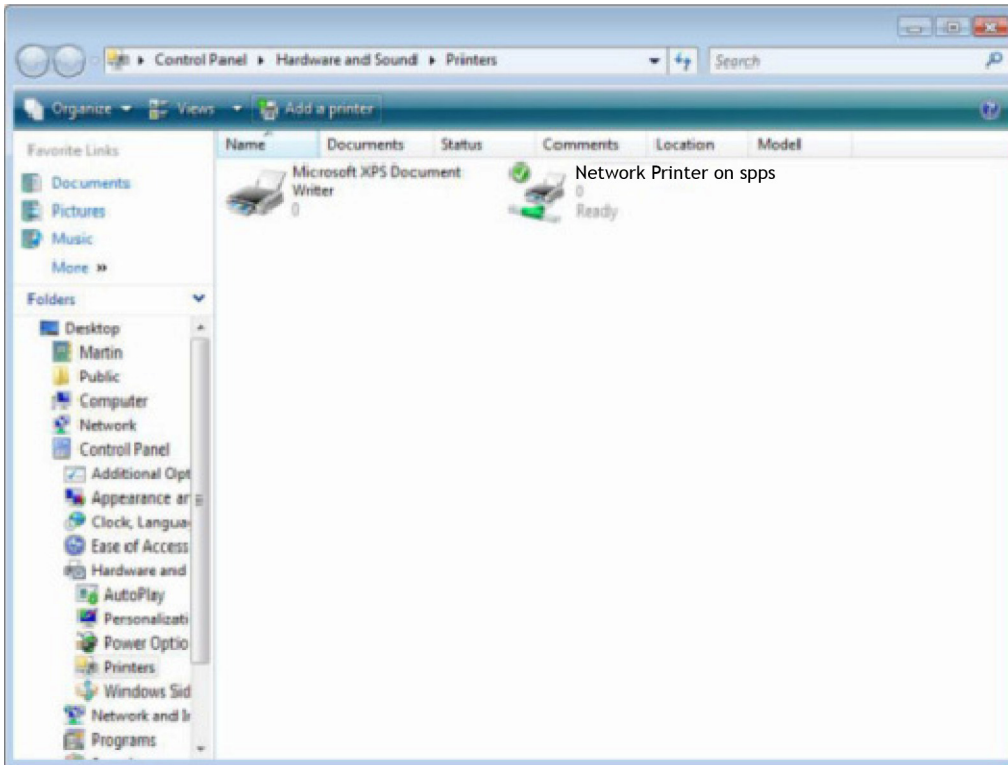 Control Panel ▸ Hardware and Sound ▸ Printers
Search
Organize Views Add a printer
Favorite Links
Documents
Pictures
Music
More »
Folders
Desktop
Martin
Public
Computer
Network
Control Panel
Additional Opt
Appearance ar
Clock, Langua
Ease of Access
Hardware and
AutoPlay
Personalizati
Power Optio
Printers
Windows Sid
Network and Ir
Programs
Name Documents Status Comments Location Model
Microsoft XPS Document
Writer
0
Network Printer on spps
0
Ready